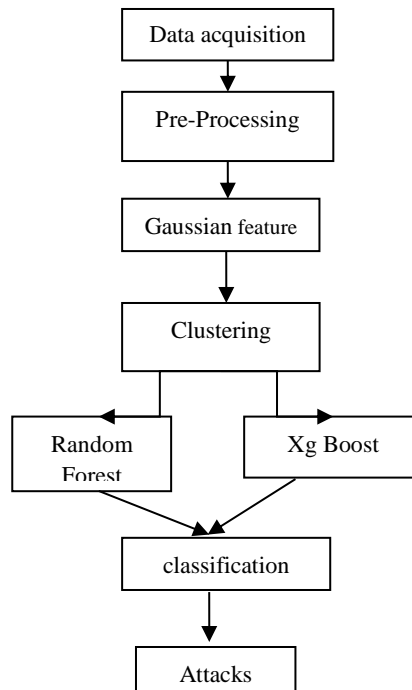 Data acquisition
Pre-Processing
Gaussian feature
Clustering
Random
Forest
Xg Boost
classification
Attacks